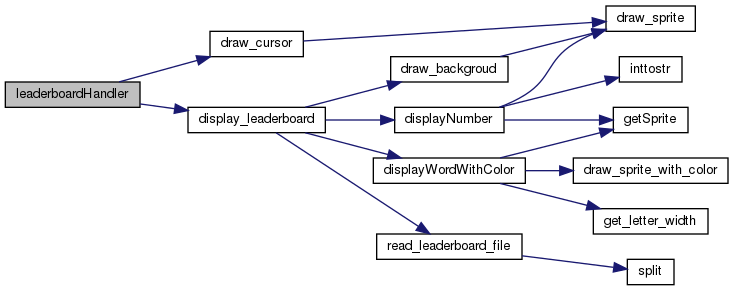 leaderboardHandler
draw_cursor
display_leaderboard
draw_backgroud
displayNumber
displayWordWithColor
read_leaderboard_file
draw_sprite
inttostr
getSprite
draw_sprite_with_color
get_letter_width
split